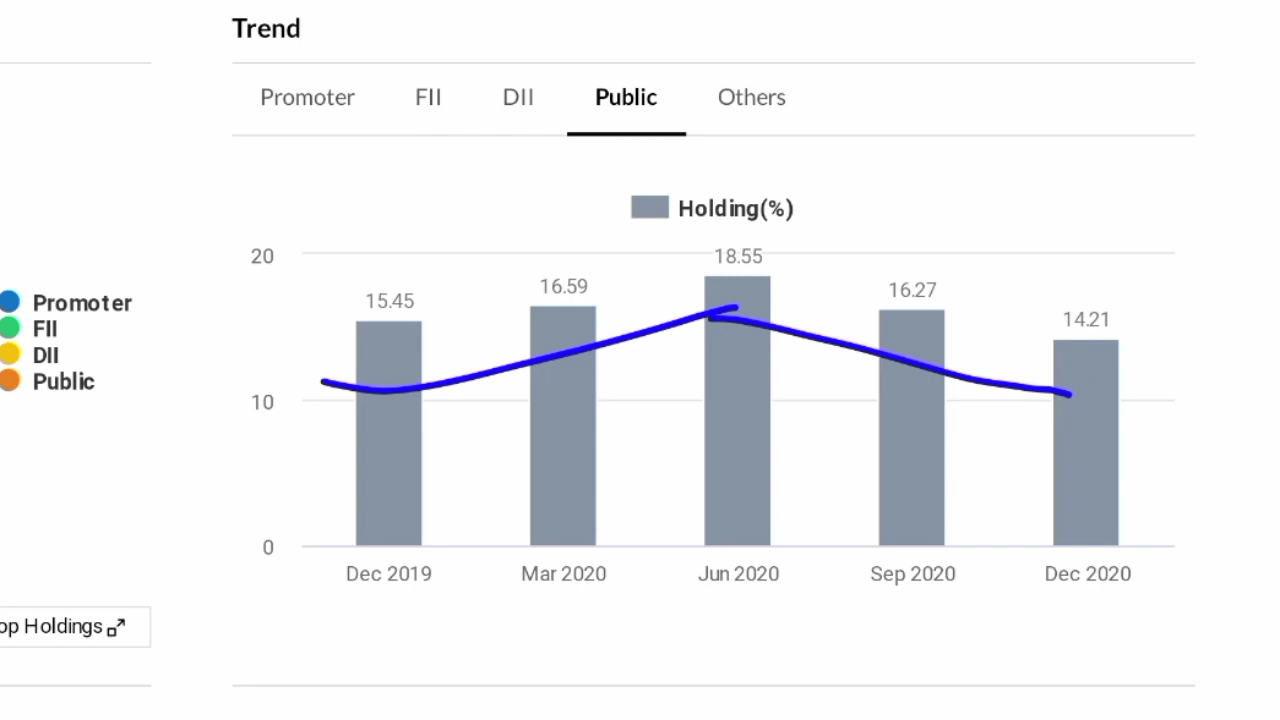 Trend
Promoter FII DII Public Others
Holding(%)
20
18.55
16.59
16.27
15.45
14.21
10
0
Dec 2019 Mar 2020 Jun 2020 Sep 2020 Dec 2020
Promoter
FII
DII
Public
op Holdings